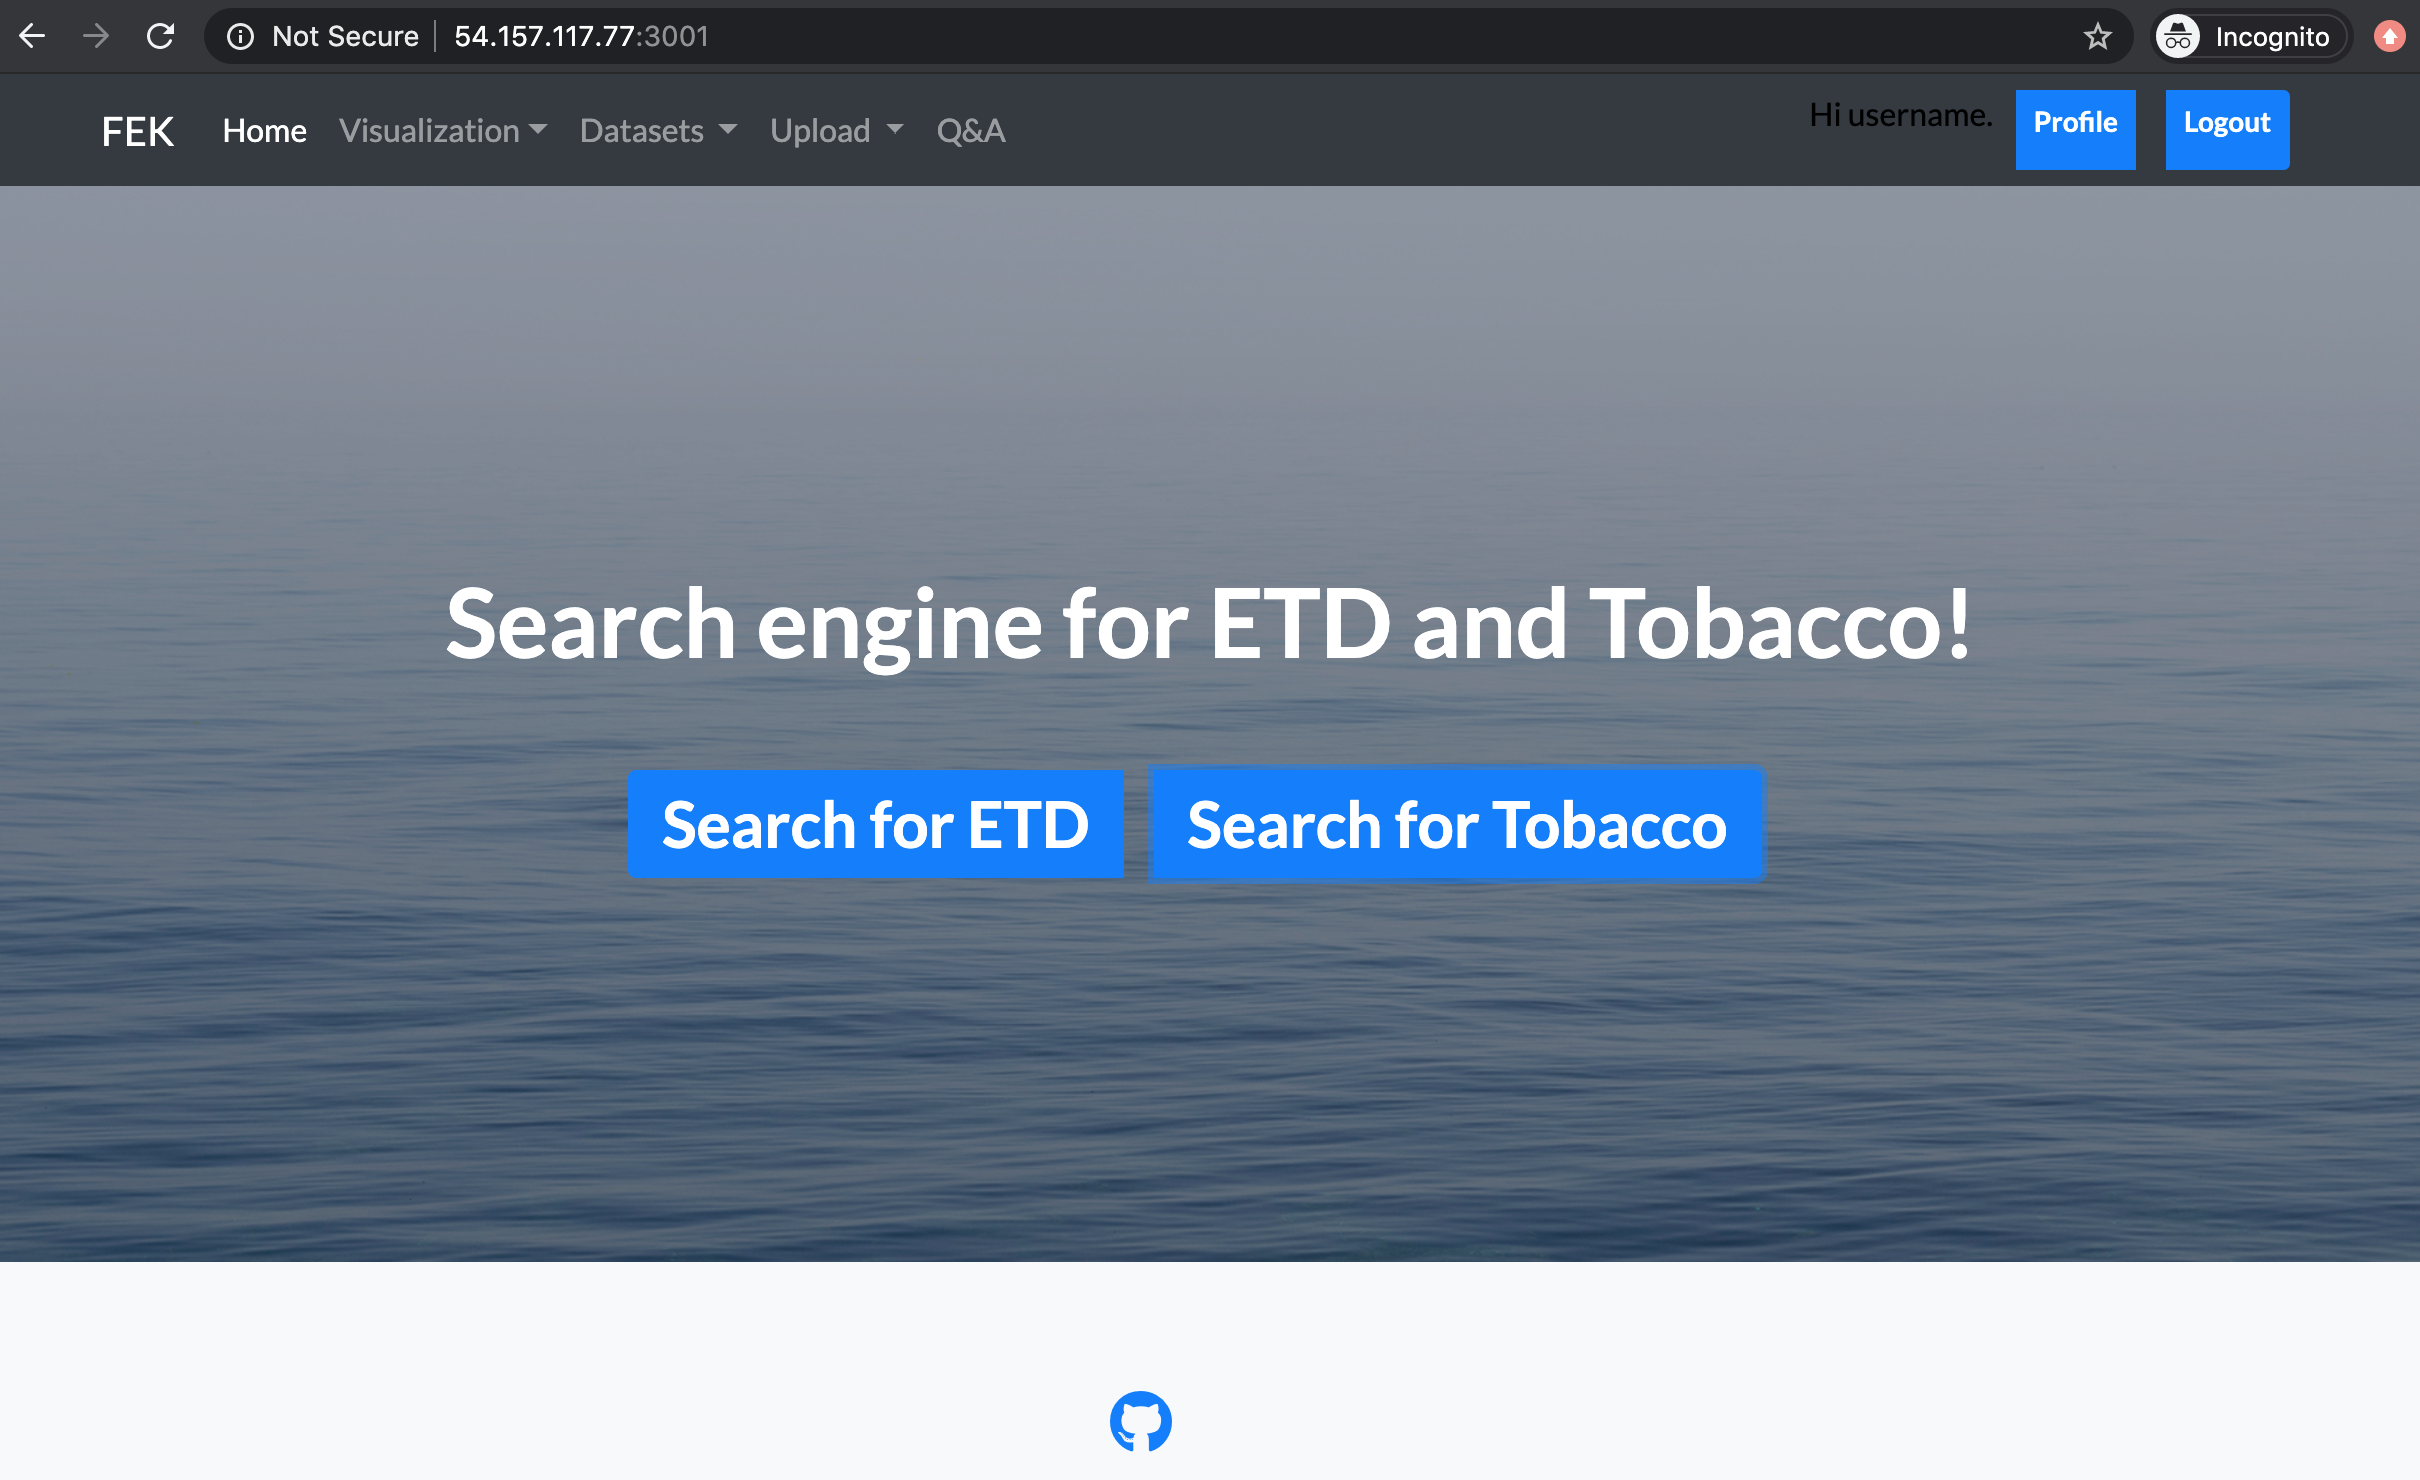 Not Secure 54.157.117.77:3001 Incognito
FEK Home Visualization Datasets Upload Q&A Hi username. Profile Logout
Search engine for ETD and Tobacco!
Search for ETD Search for Tobacco